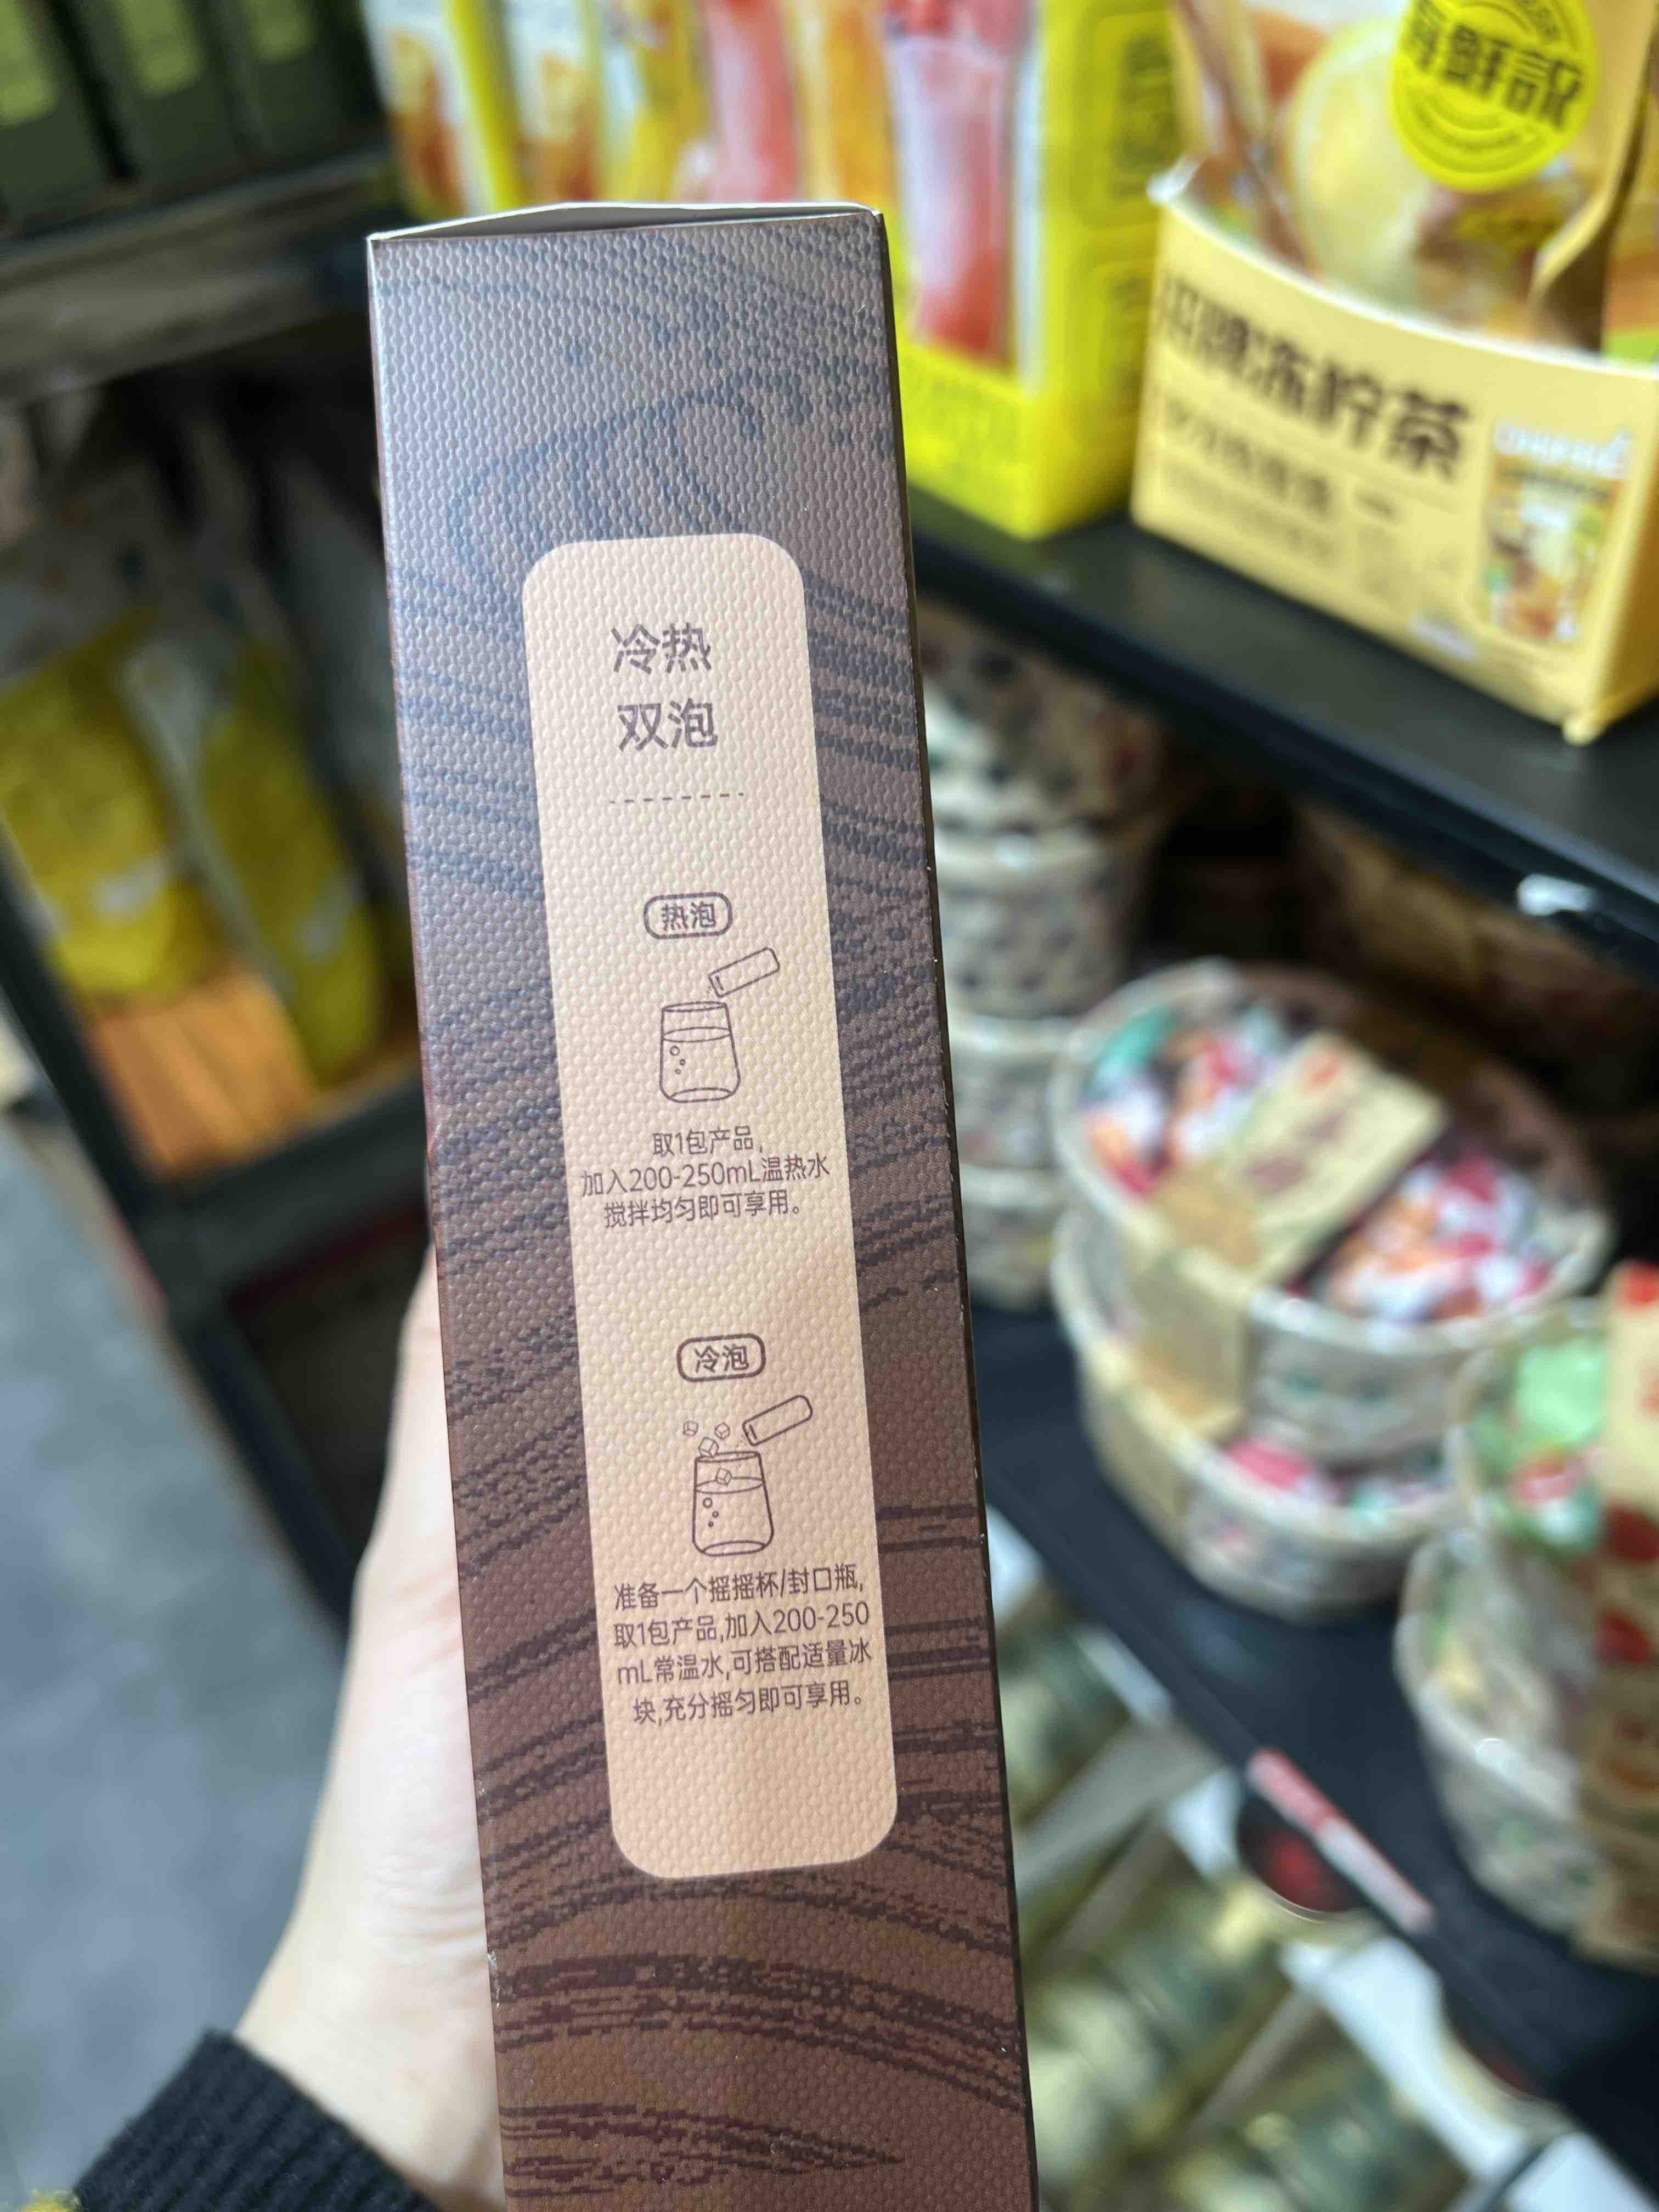 冷热
双泡
热泡
取1包产品,
加入200-250mL温热水
搅拌均匀即可享用。
冷泡
准备一个摇摇杯/封口瓶,
取1包产品,加入200-250
mL常温水,可搭配适量冰
块,充分摇匀即可享用。
冻柠茶